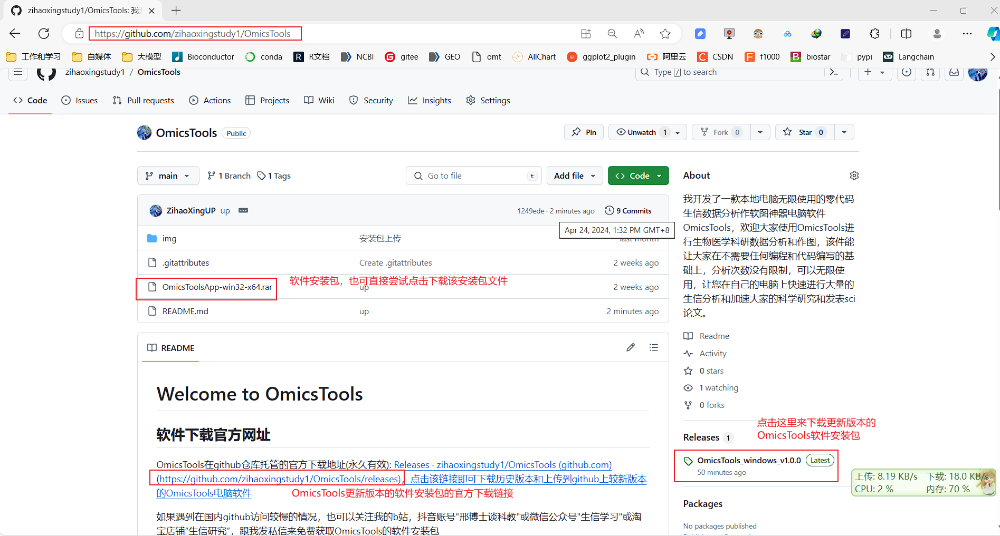 zihaoxingstudy1/OmicsTools: 我
https://github.com/zihaoxingstudy1/OmicsTools
工作和学习 自媒体 大模型 Bioconductor conda R文档 NCBI gitee GEO omt AllChart ggplot2_plugin 阿里云 CSDN f1000 biostar pypi Langchain
zihaoxingstudy1 / OmicsTools
Type / to search
Code Issues Pull requests Actions Projects Wiki Security Insights Settings
OmicsTools Public
Pin Unwatch 1 Fork 0 Star 0
main 1 Branch 1 Tags
Go to file t Add file Code
ZihaoXingUP up 1249ede · 2 minutes ago 9 Commits
Apr 24, 2024, 1:32 PM GMT+8
img 安装包上传 last month
.gitattributes Create .gitattributes 2 weeks ago
软件安装包，也可直接尝试点击下载该安装包文件
OmicsToolsApp-win32-x64.rar up 2 weeks ago
README.md up 2 minutes ago
README
Welcome to OmicsTools
软件下载官方网址
OmicsTools在github仓库托管的官方下载地址(永久有效): Releases · zihaoxingstudy1/OmicsTools (github.com)
(https://github.com/zihaoxingstudy1/OmicsTools/releases)，点击该链接即可下载历史版本和上传到github上较新版本
的OmicsTools电脑软件
OmicsTools更新版本的软件安装包的官方下载链接
如果遇到在国内github访问较慢的情况，也可以关注我的b站，抖音账号"邢博士谈科教"或微信公众号"生信学习"或淘
宝店铺“生信研究”，跟我发私信来免费获取OmicsTools的软件安装包
About
我开发了一款本地电脑无限使用的零代码
生信数据分析作软图神器电脑软件
OmicsTools，欢迎大家使用OmicsTools进
行生物医学科研数据分析和作图，该件能
让大家在不需要任何编程和代码编写的基
础上，分析次数没有限制，可以无限使
用，让您在自己的电脑上快速进行大量的
生信分析和加速大家的科学研究和发表sci
论文。
Readme
Activity
0 stars
1 watching
0 forks
点击这里来下载更新版本的
OmicsTools软件安装包
Releases 1
OmicsTools_windows_v1.0.0 Latest
50 minutes ago
上传: 8.19 KB/s 下载: 18.0 KB/s
CPU: 2 % 内存: 70 %
Packages
No packages published